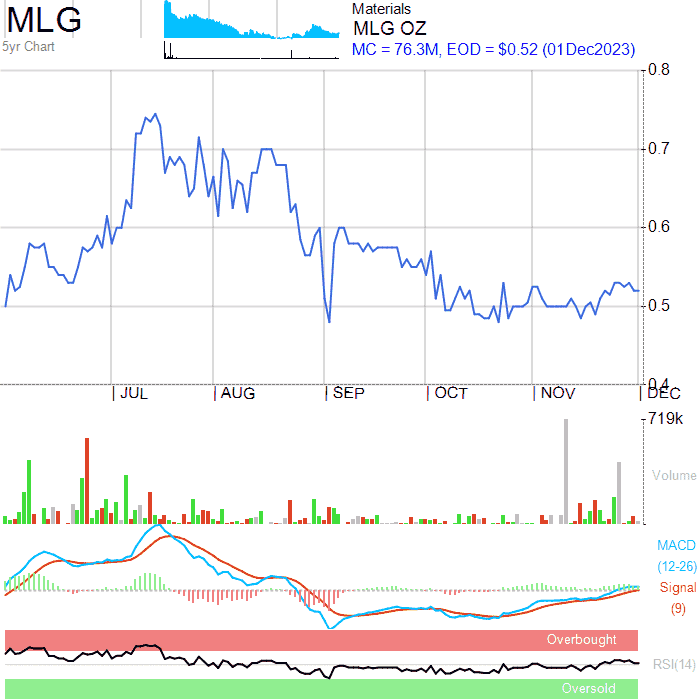 MLG
5yr Chart
Materials
MLG OZ
MC = 76.3M, EOD = $0.52 (01Dec2023)
0.8
0.7
0.6
0.5
0.4
JUL AUG SEP OCT NOV DEC
719k
Volume
MACD
(12-26)
Signal
(9)
Overbought
RSI(14)
Oversold